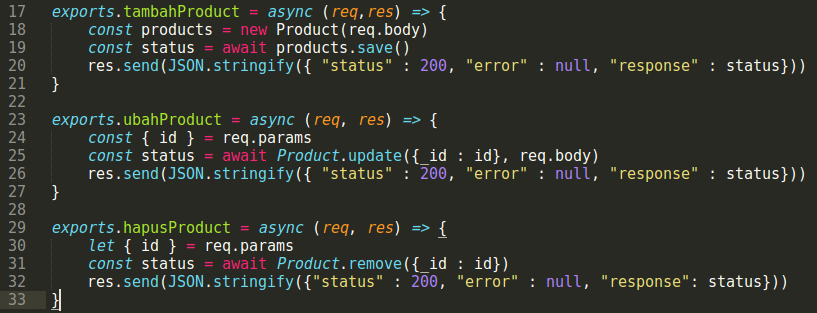 17 exports.tambahProduct = async (req,res) => {
18     const products = new Product(req.body)
19     const status = await products.save()
20     res.send(JSON.stringify({ "status" : 200, "error" : null, "response" : status}))
21 }
22
23 exports.ubahProduct = async (req, res) => {
24     const { id } = req.params
25     const status = await Product.update({_id : id}, req.body)
26     res.send(JSON.stringify({ "status" : 200, "error" : null, "response" : status}))
27 }
28
29 exports.hapusProduct = async (req, res) => {
30     let { id } = req.params
31     const status = await Product.remove({_id : id})
32     res.send(JSON.stringify({"status" : 200, "error" : null, "response": status}))
33 }